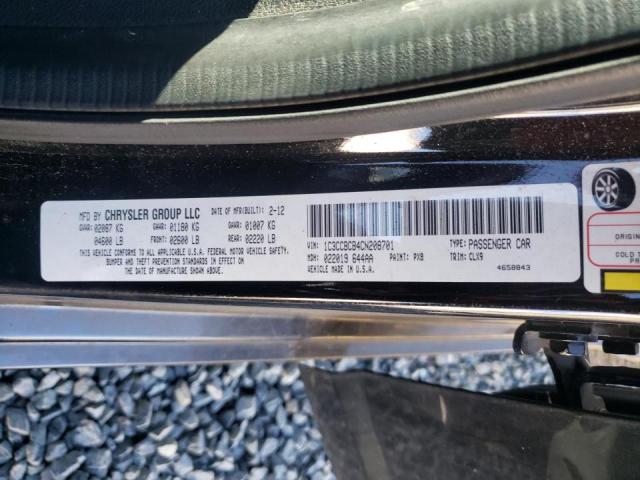 MFD BY CHRYSLER GROUP LLC DATE OF MFR(BUILT): 2-12
GVWR: 02087 KG GAWR: 01180 KG GAWR: 01007 KG
04600 LB FRONT: 02600 LB REAR: 02220 LB
THIS VEHICLE CONFORMS TO ALL APPLICABLE U.S.A. FEDERAL MOTOR VEHICLE SAFETY,
BUMPER AND THEFT PREVENTION STANDARDS IN EFFECT ON
THE DATE OF MANUFACTURE SHOWN ABOVE.
VIN: 1C3CCBCB4CN208701 TYPE: PASSENGER CAR
MDH: 022019 644AA PAINT: PX8 TRIM: CLX9
VEHICLE MADE IN U.S.A. 4658843
ORIGIN
COLD T